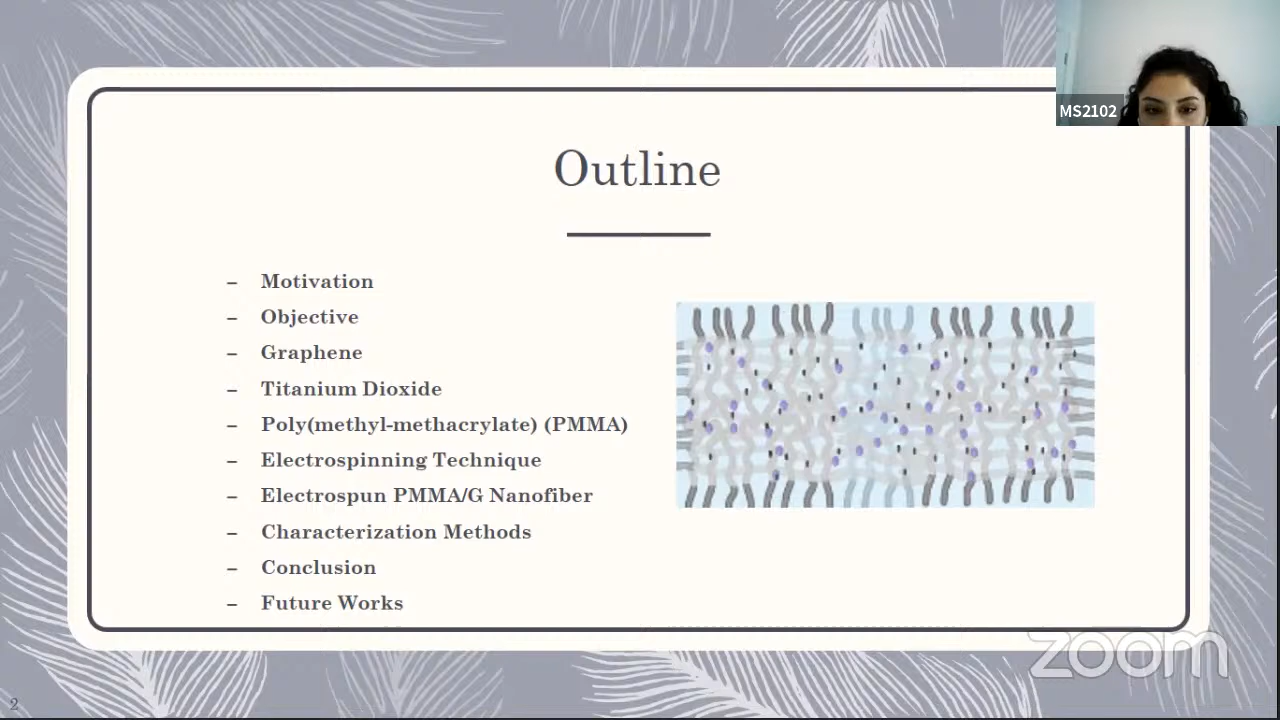 MS2102
Outline
– Motivation
– Objective
– Graphene
– Titanium Dioxide
– Poly(methyl-methacrylate) (PMMA)
– Electrospinning Technique
– Electrospun PMMA/G Nanofiber
– Characterization Methods
– Conclusion
– Future Works
zoom
2